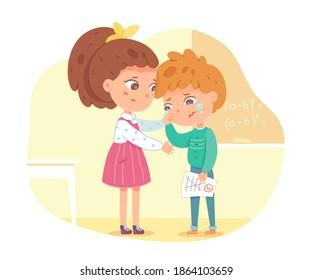 (a-b)²
(a-b)²=
shutterstock.com · 1864103659